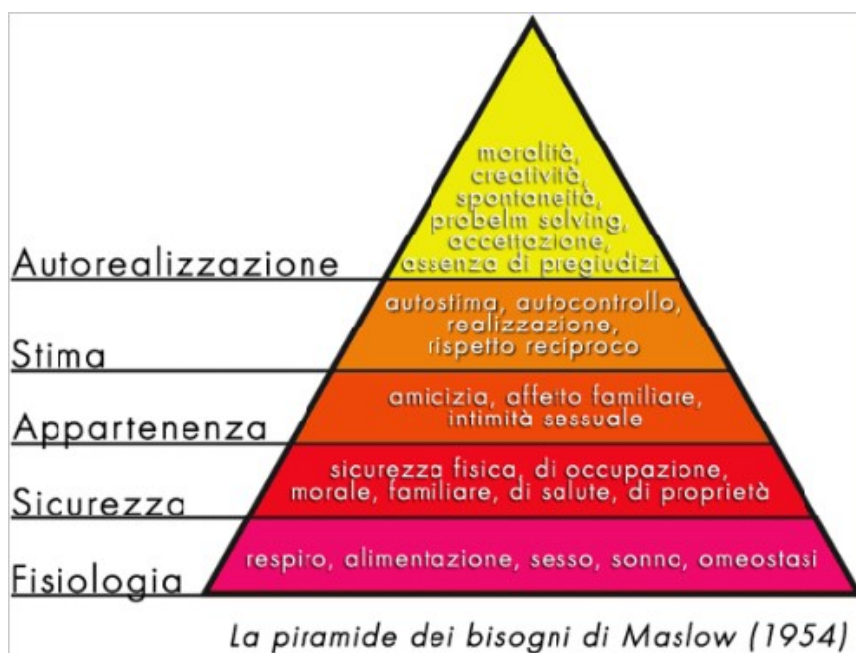 moralità,
creatività,
spontaneità,
probelm solving,
accettazione,
assenza di pregiudizi
Autorealizzazione
autostima, autocontrollo,
realizzazione,
rispetto reciproco
Stima
amicizia, affetto familiare,
intimità sessuale
Appartenenza
sicurezza fisica, di occupazione,
morale, familiare, di salute, di proprietà
Sicurezza
respiro, alimentazione, sesso, sonno, omeostasi
Fisiologia
La piramide dei bisogni di Maslow (1954)